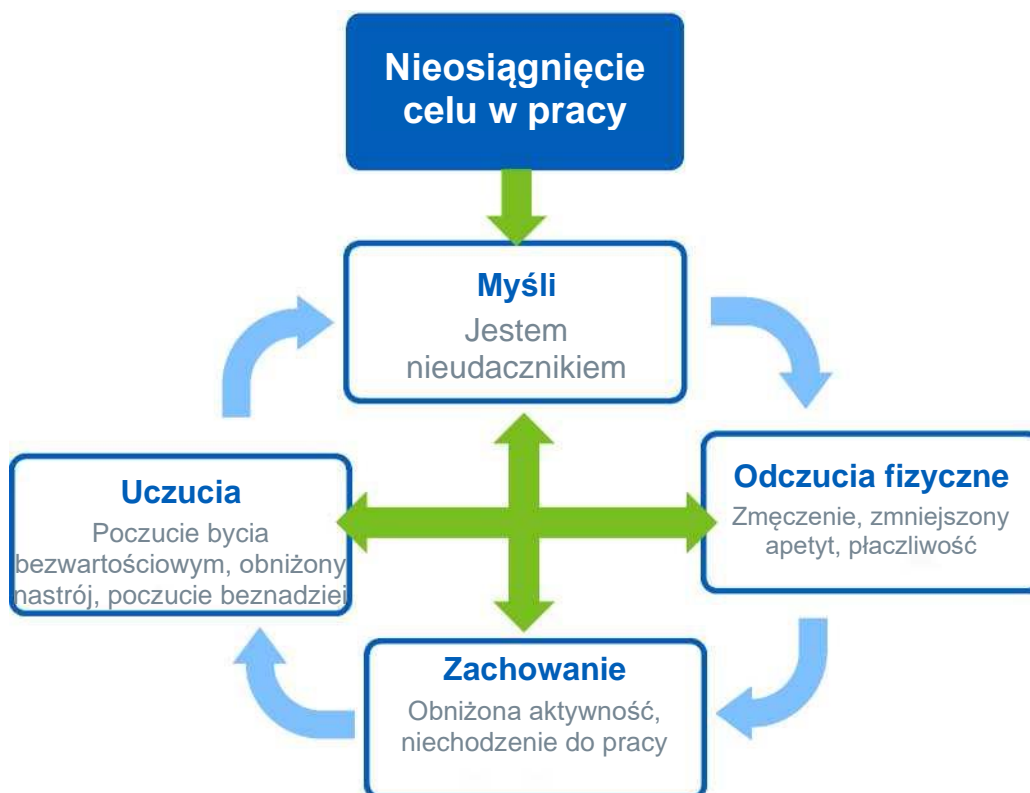 Nieosiągnięcie
celu w pracy
Myśli
Jestem
nieudacznikiem
Uczucia
Poczucie bycia
bezwartościowym, obniżony
nastrój, poczucie beznadziei
Odczucia fizyczne
Zmęczenie, zmniejszony
apetyt, płaczliwość
Zachowanie
Obniżona aktywność,
niechodzenie do pracy